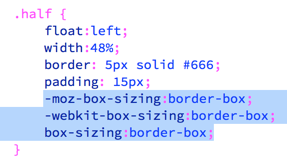 .half {
float:left;
width:48%;
border: 5px solid #666;
padding: 15px;
-moz-box-sizing:border-box;
-webkit-box-sizing:border-box;
box-sizing:border-box;
}